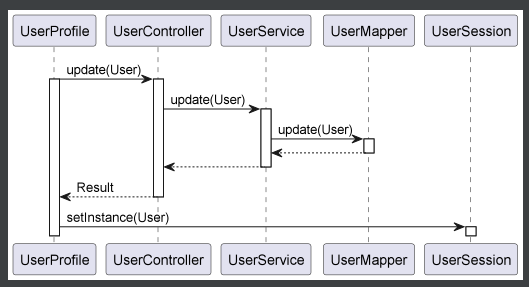 UserProfile UserController UserService UserMapper UserSession
update(User)
update(User)
update(User)
Result
setInstance(User)
UserProfile UserController UserService UserMapper UserSession